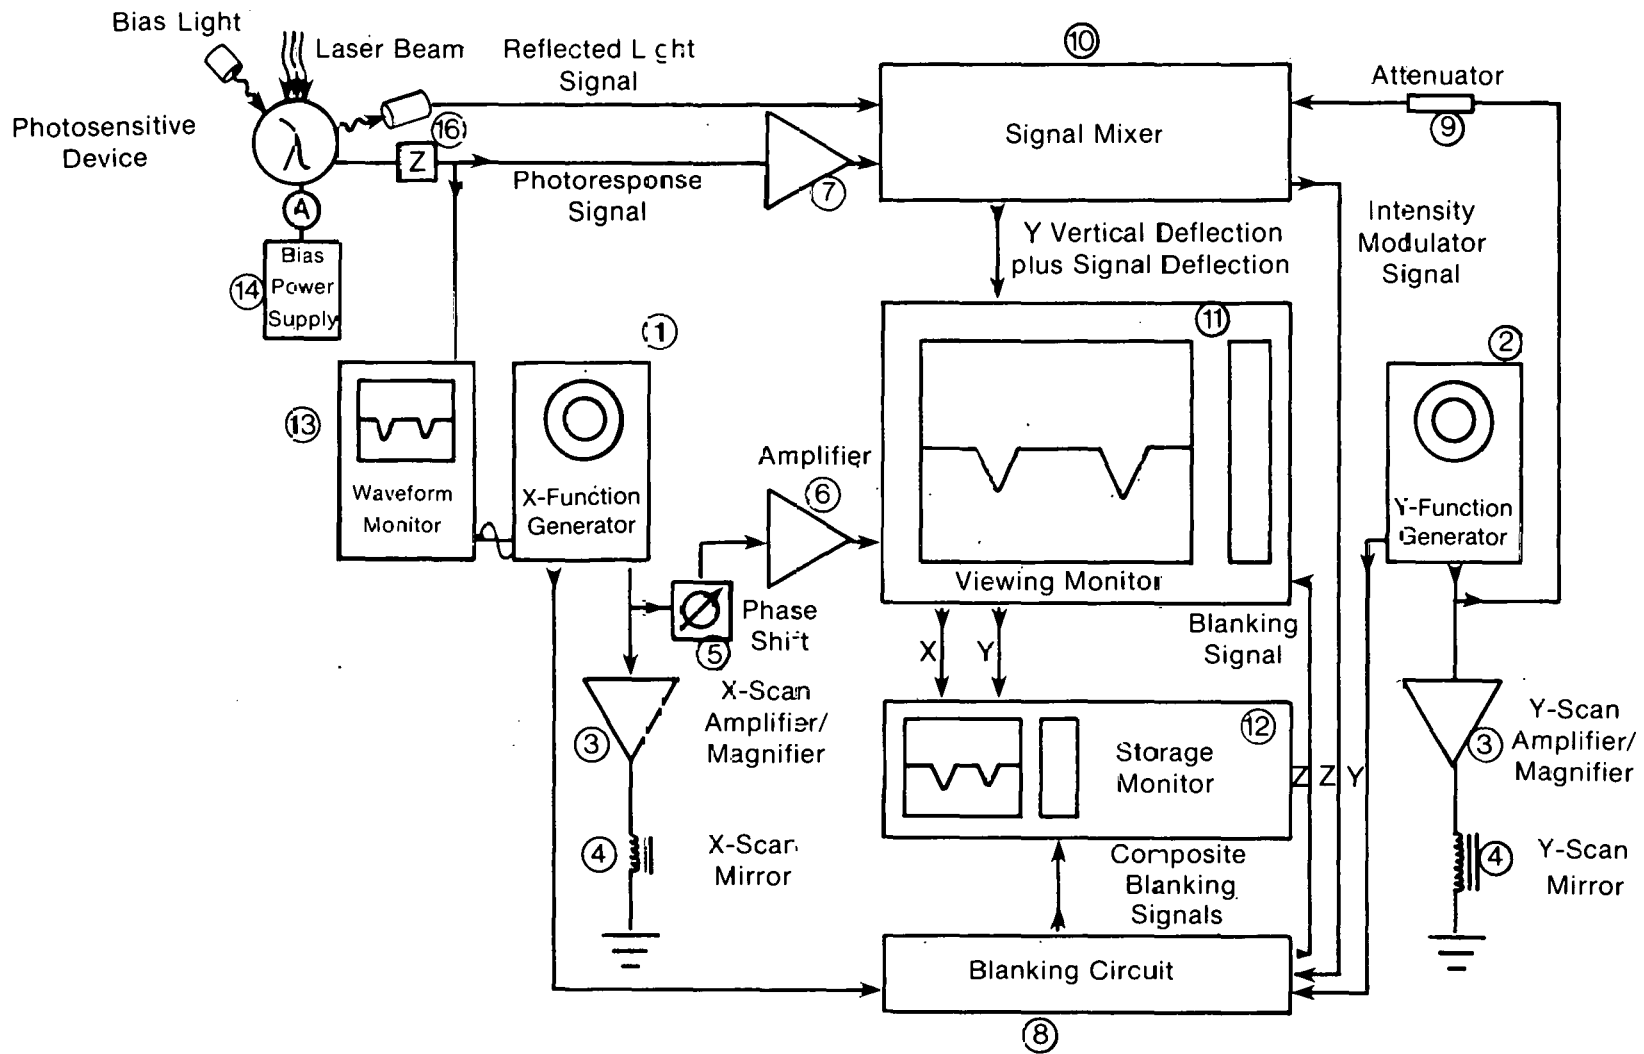 Bias Light
Laser Beam
Reflected Light
Signal
10
Attenuator
9
Photosensitive
Device
λ
16
Z
Signal Mixer
Photoresponse
Signal
7
A
Intensity
Modulator
Signal
Y Vertical Deflection
plus Signal Deflection
14
Bias
Power
Supply
1
11
2
13
Waveform
Monitor
X-Function
Generator
Amplifier
6
Y-Function
Generator
Viewing Monitor
Phase
Shift
5
X
Y
Blanking
Signal
X-Scan
Amplifier/
Magnifier
3
12
Storage
Monitor
Z
Z
Y
Y-Scan
Amplifier/
Magnifier
3
4
X-Scan
Mirror
Composite
Blanking
Signals
4
Y-Scan
Mirror
Blanking Circuit
8